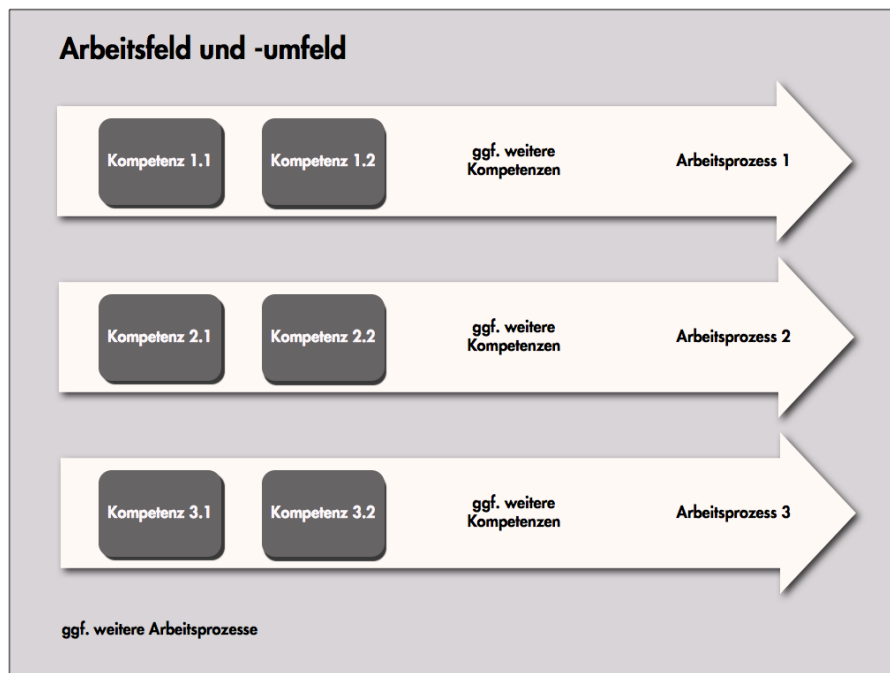 Arbeitsfeld und -umfeld
Kompetenz 1.1
Kompetenz 1.2
ggf. weitere
Kompetenzen
Arbeitsprozess 1
Kompetenz 2.1
Kompetenz 2.2
ggf. weitere
Kompetenzen
Arbeitsprozess 2
Kompetenz 3.1
Kompetenz 3.2
ggf. weitere
Kompetenzen
Arbeitsprozess 3
ggf. weitere Arbeitsprozesse